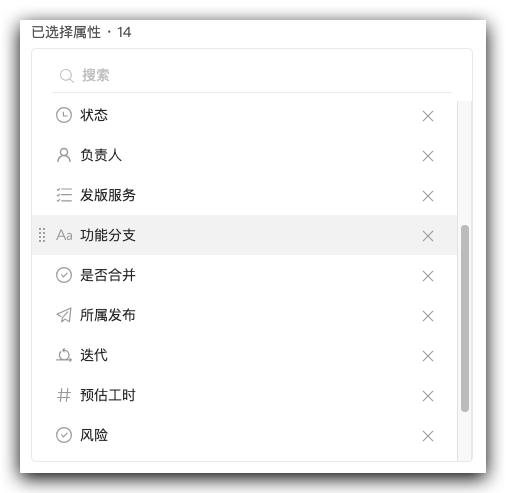 已选择属性 · 14
搜索
状态
负责人
发版服务
Aa 功能分支
是否合并
所属发布
迭代
# 预估工时
风险